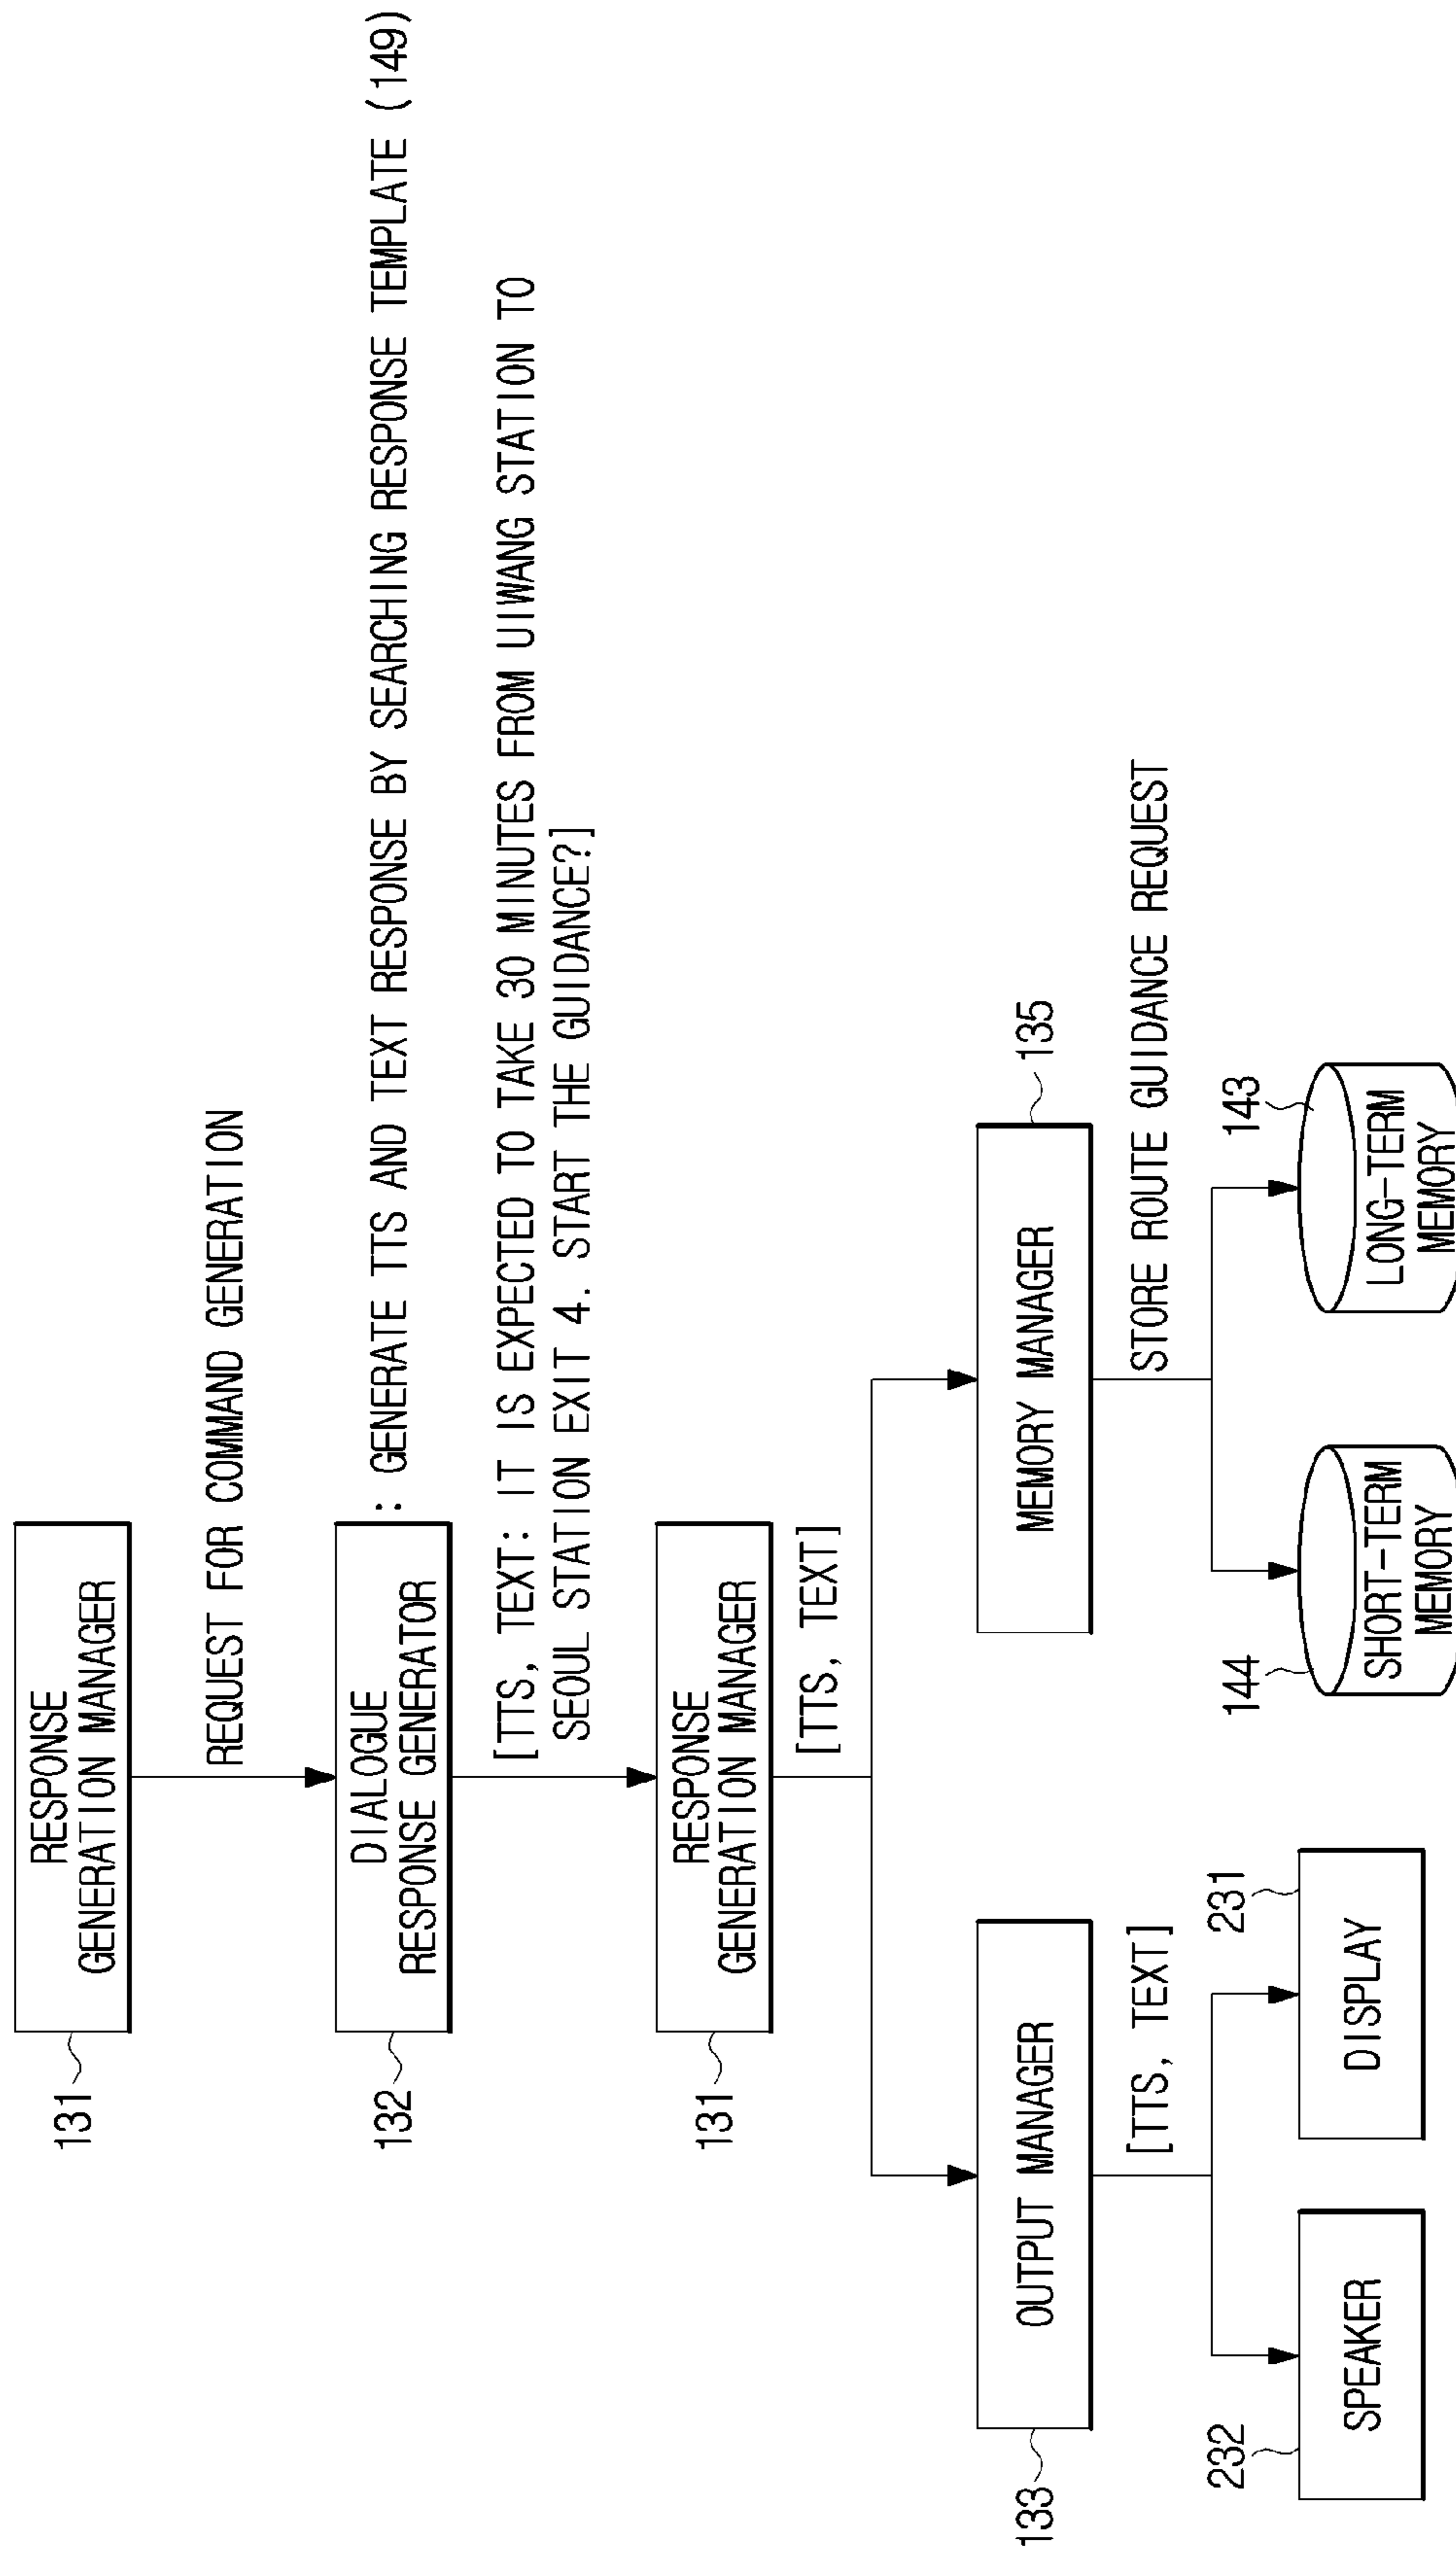 RESPONSE
GENERATION MANAGER
131
REQUEST FOR COMMAND GENERATION
DIALOGUE
RESPONSE GENERATOR
132
: GENERATE TTS AND TEXT RESPONSE BY SEARCHING RESPONSE TEMPLATE (149)
[TTS, TEXT: IT IS EXPECTED TO TAKE 30 MINUTES FROM UIWANG STATION TO
SEOUL STATION EXIT 4. START THE GUIDANCE?]
RESPONSE
GENERATION MANAGER
131
[TTS, TEXT]
133
OUTPUT MANAGER
MEMORY MANAGER
135
[TTS, TEXT]
STORE ROUTE GUIDANCE REQUEST
232
SPEAKER
231
DISPLAY
144
SHORT-TERM
MEMORY
143
LONG-TERM
MEMORY